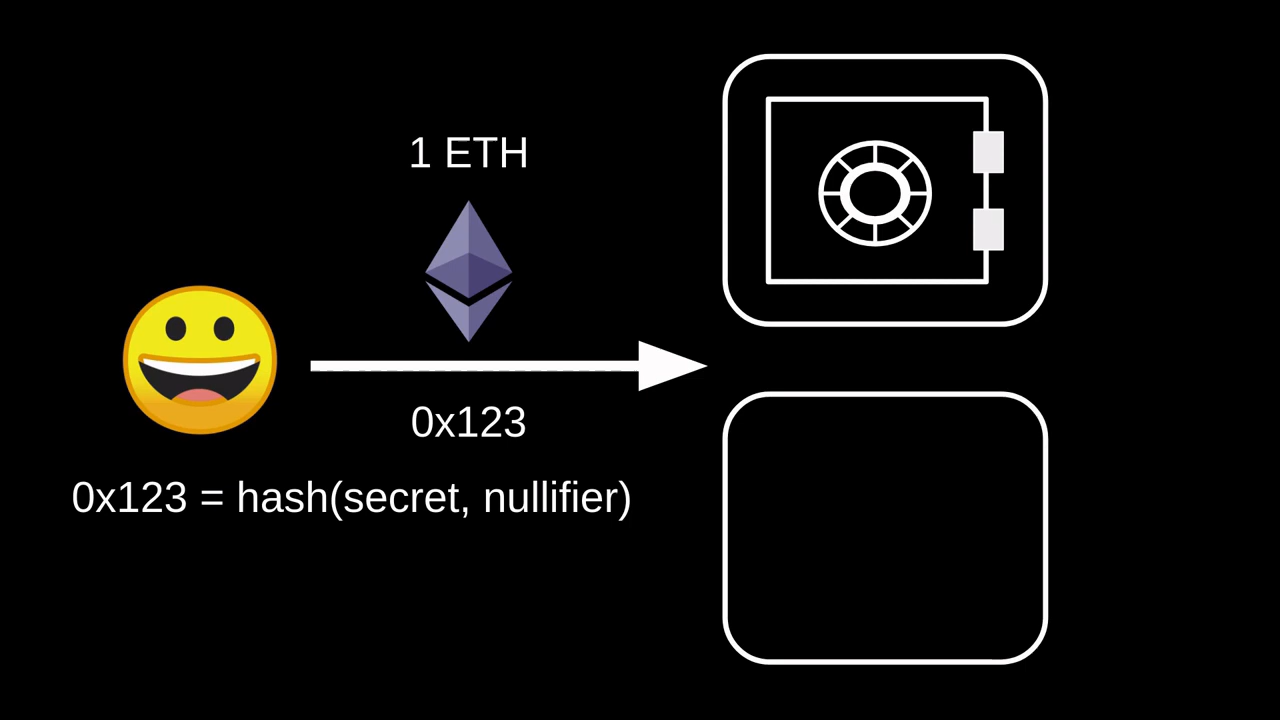 1 ETH
0x123
0x123 = hash(secret, nullifier)